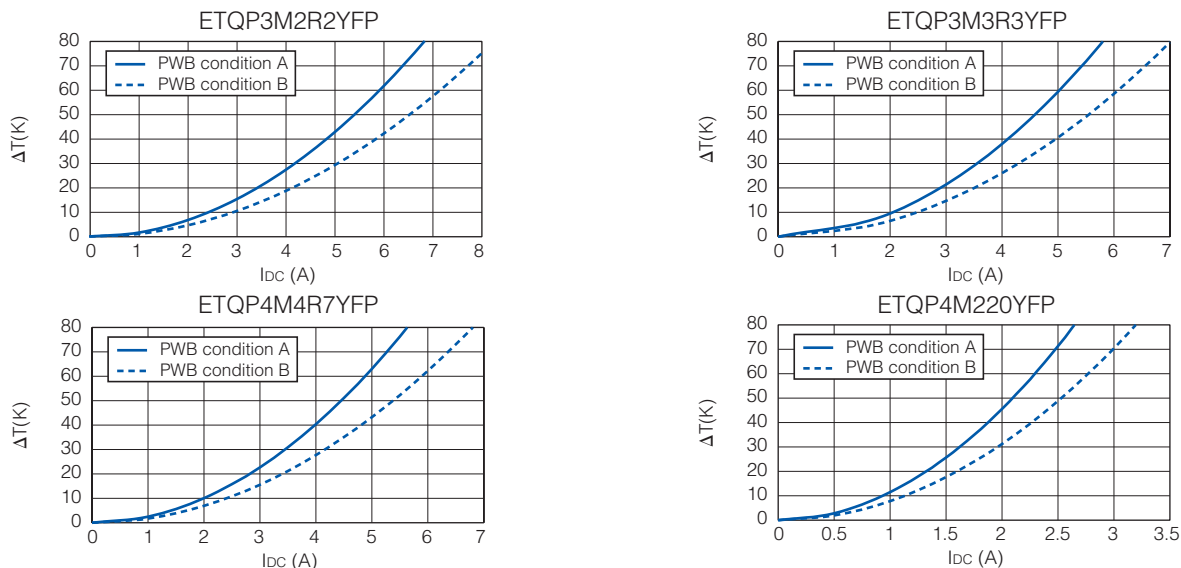 ETQP3M2R2YFP
80
70
60
50
40
30
20
10
0
ΔT(K)
PWB condition A
PWB condition B
0 1 2 3 4 5 6 7 8
IDC (A)
ETQP3M3R3YFP
80
70
60
50
40
30
20
10
0
ΔT(K)
PWB condition A
PWB condition B
0 1 2 3 4 5 6 7
IDC (A)
ETQP4M4R7YFP
80
70
60
50
40
30
20
10
0
ΔT(K)
PWB condition A
PWB condition B
0 1 2 3 4 5 6 7
IDC (A)
ETQP4M220YFP
80
70
60
50
40
30
20
10
0
ΔT(K)
PWB condition A
PWB condition B
0 0.5 1 1.5 2 2.5 3 3.5
IDC (A)